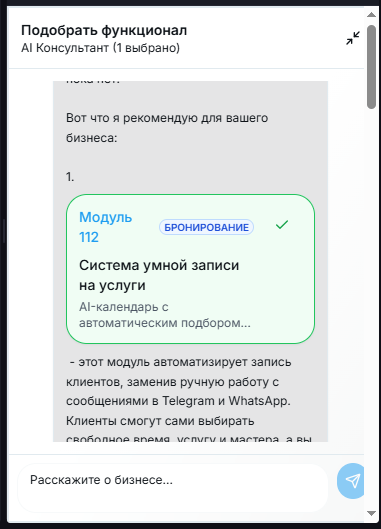 Подобрать функционал
AI Консультант (1 выбрано)
пока нет.
Вот что я рекомендую для вашего
бизнеса:
1.
Модуль
112
БРОНИРОВАНИЕ
Система умной записи
на услуги
AI-календарь с
автоматическим подбором...
- этот модуль автоматизирует запись
клиентов, заменив ручную работу с
сообщениями в Telegram и WhatsApp.
Клиенты смогут сами выбирать
свободное время, услугу и мастера, а вы
Расскажите о бизнесе...